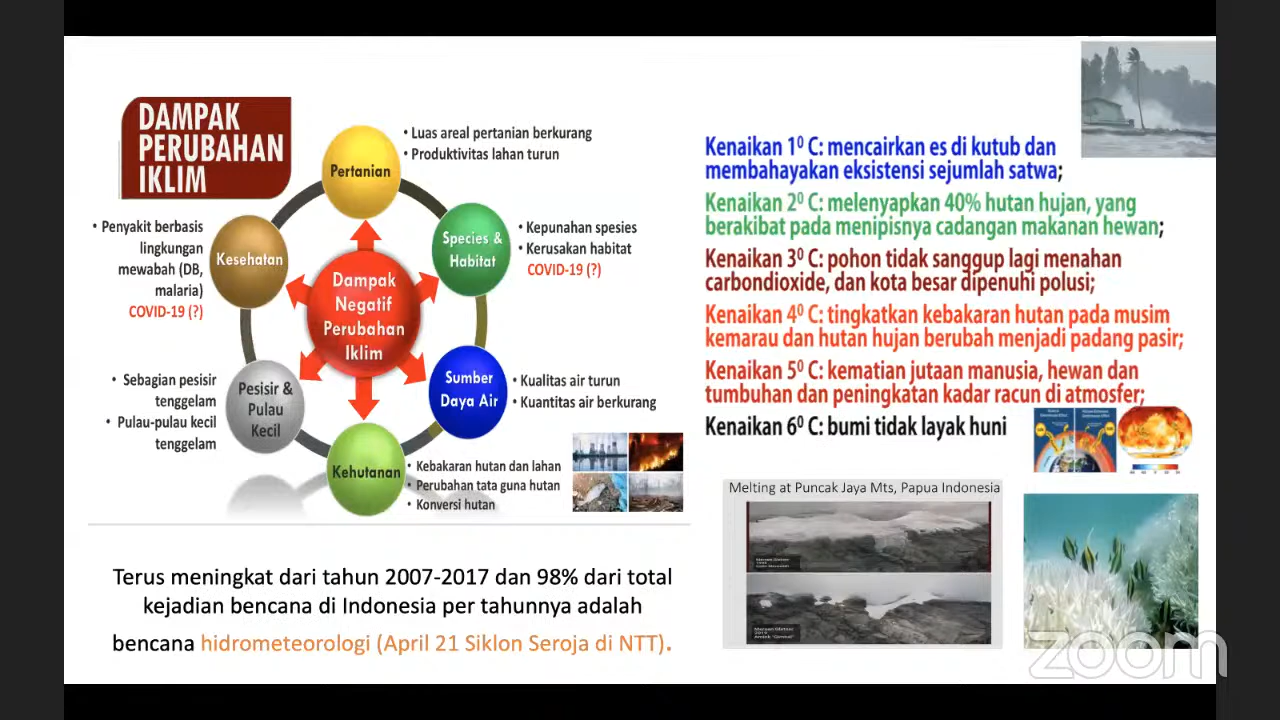 DAMPAK
PERUBAHAN
IKLIM
Pertanian
• Luas areal pertanian berkurang
• Produktivitas lahan turun
Species &
Habitat
• Kepunahan spesies
• Kerusakan habitat
COVID-19 (?)
Sumber
Daya Air
• Kualitas air turun
• Kuantitas air berkurang
Kehutanan
• Kebakaran hutan dan lahan
• Perubahan tata guna hutan
• Konversi hutan
Pesisir &
Pulau
Kecil
• Sebagian pesisir
tenggelam
• Pulau-pulau kecil
tenggelam
Kesehatan
• Penyakit berbasis
lingkungan
mewabah (DB,
malaria)
COVID-19 (?)
Dampak
Negatif
Perubahan
Iklim
Terus meningkat dari tahun 2007-2017 dan 98% dari total
kejadian bencana di Indonesia per tahunnya adalah
bencana hidrometeorologi (April 21 Siklon Seroja di NTT).
Kenaikan 1⁰ C: mencairkan es di kutub dan
membahayakan eksistensi sejumlah satwa;
Kenaikan 2⁰ C: melenyapkan 40% hutan hujan, yang
berakibat pada menipisnya cadangan makanan hewan;
Kenaikan 3⁰ C: pohon tidak sanggup lagi menahan
carbondioxide, dan kota besar dipenuhi polusi;
Kenaikan 4⁰ C: tingkatkan kebakaran hutan pada musim
kemarau dan hutan hujan berubah menjadi padang pasir;
Kenaikan 5⁰ C: kematian jutaan manusia, hewan dan
tumbuhan dan peningkatan kadar racun di atmosfer;
Kenaikan 6⁰ C: bumi tidak layak huni
Melting at Puncak Jaya Mts, Papua Indonesia
zoom